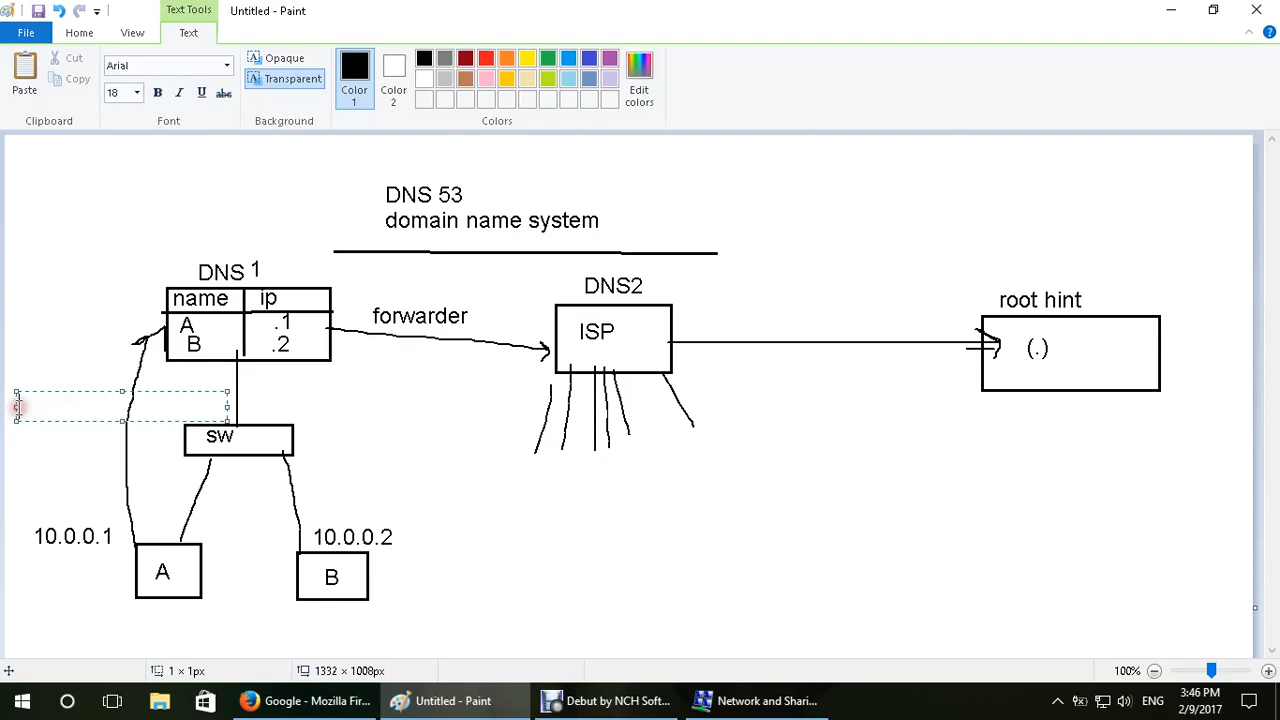 Text Tools
Untitled - Paint
File
Home
View
Text
Paste
Cut
Copy
Clipboard
Arial
18
B I U abc
Font
Opaque
Transparent
Background
Color 1
Color 2
Edit colors
Colors
DNS 53
domain name system
DNS 1
name ip
A .1
B .2
forwarder
DNS2
ISP
root hint
(.)
sw
10.0.0.1
A
10.0.0.2
B
1 × 1px
1332 × 1008px
100%
Google - Mozilla Fir...
Untitled - Paint
Debut by NCH Soft...
Network and Shari...
ENG
3:46 PM
2/9/2017